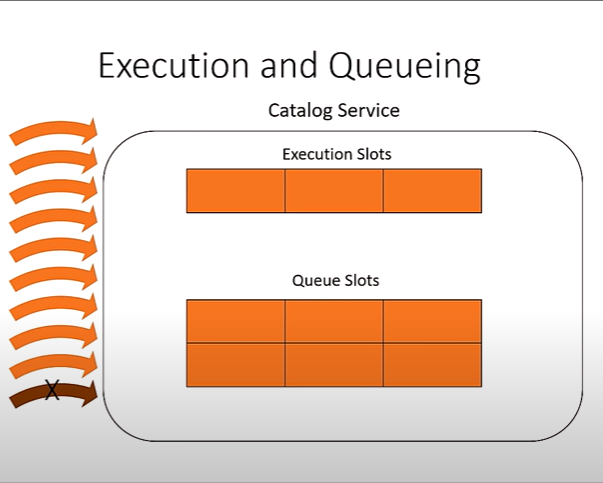 Execution and Queueing
Catalog Service
Execution Slots
Queue Slots
X